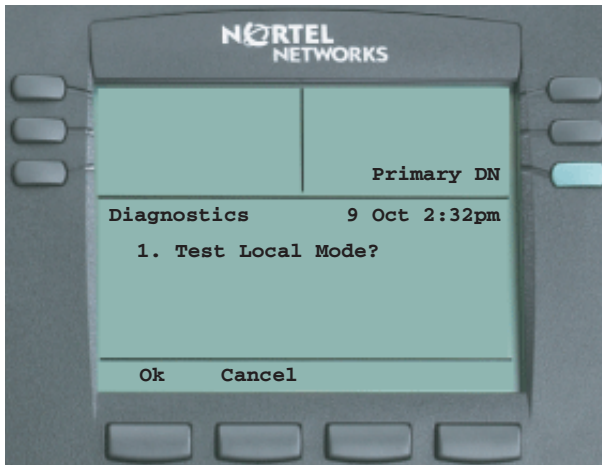 NORTEL
NETWORKS
Primary DN
Diagnostics 9 Oct 2:32pm
1. Test Local Mode?
Ok Cancel